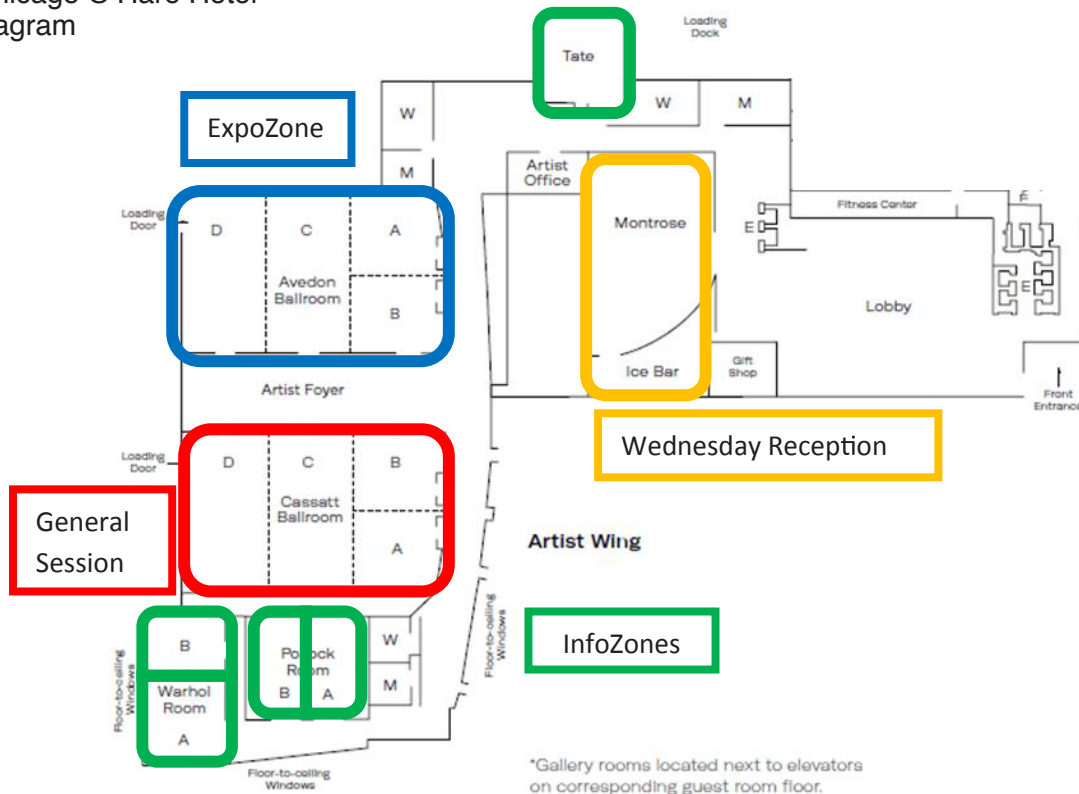 O'Hare Hotel
Loading
Dock
Tate
W
W
M
ExpoZone
M
Artist
Office
Loading
Door
D
C
A
Montrose
Fitness Center
E
E
E
Avedon
Ballroom
Lobby
B
Ice Bar
Gift
Shop
Artist Foyer
Front
Entrance
Wednesday Reception
Loading
Door
D
C
B
Cassatt
Ballroom
General
Session
A
Artist Wing
InfoZones
B
W
Room
B
A
M
Warhol
Room
A
Floor-to-ceiling
Windows
Floor-to-ceiling
Windows
Floor-to-ceiling
Windows
*Gallery rooms located next to elevators
on corresponding guest room floor.